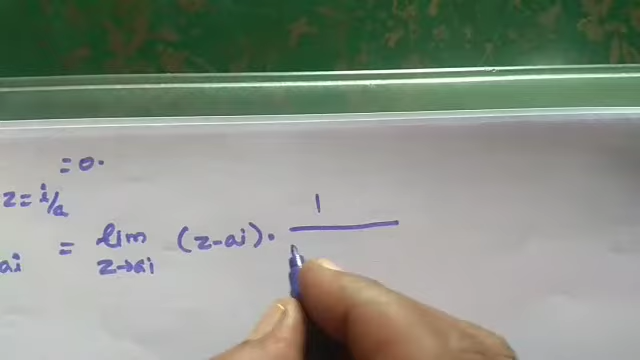 = 0.
z = i/a
ai = lim (z-ai). 1
z→ai